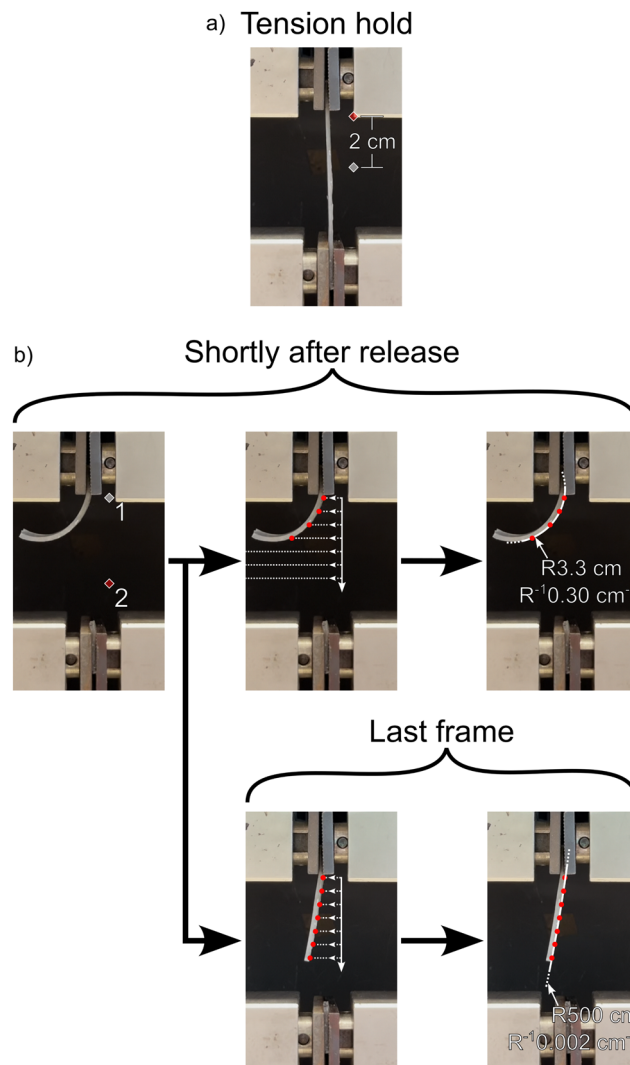 a) Tension hold
2 cm
b)
Shortly after release
1
2
R3.3 cm
R⁻¹0.30 cm⁻
Last frame
R500 cm
R⁻¹0.002 cm⁻